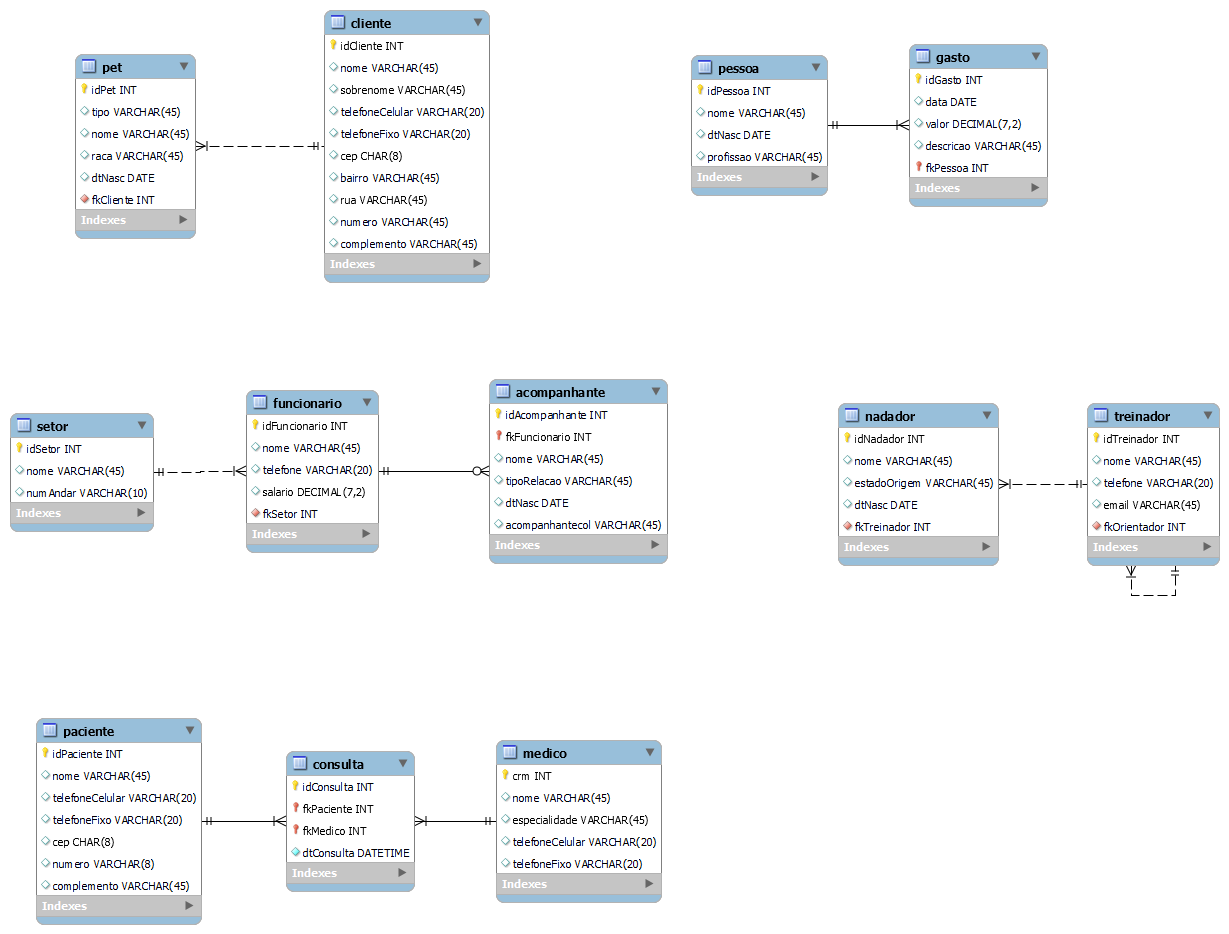 cliente
idCliente INT
nome VARCHAR(45)
sobrenome VARCHAR(45)
telefoneCelular VARCHAR(20)
telefoneFixo VARCHAR(20)
cep CHAR(8)
bairro VARCHAR(45)
rua VARCHAR(45)
numero VARCHAR(45)
complemento VARCHAR(45)
Indexes
pet
idPet INT
tipo VARCHAR(45)
nome VARCHAR(45)
raca VARCHAR(45)
dtNasc DATE
fkCliente INT
Indexes
pessoa
idPessoa INT
nome VARCHAR(45)
dtNasc DATE
profissao VARCHAR(45)
Indexes
gasto
idGasto INT
data DATE
valor DECIMAL(7,2)
descricao VARCHAR(45)
fkPessoa INT
Indexes
setor
idSetor INT
nome VARCHAR(45)
numAndar VARCHAR(10)
Indexes
funcionario
idFuncionario INT
nome VARCHAR(45)
telefone VARCHAR(20)
salario DECIMAL(7,2)
fkSetor INT
Indexes
acompanhante
idAcompanhante INT
fkFuncionario INT
nome VARCHAR(45)
tipoRelacao VARCHAR(45)
dtNasc DATE
acompanhantecol VARCHAR(45)
Indexes
nadador
idNadador INT
nome VARCHAR(45)
estadoOrigem VARCHAR(45)
dtNasc DATE
fkTreinador INT
Indexes
treinador
idTreinador INT
nome VARCHAR(45)
telefone VARCHAR(20)
email VARCHAR(45)
fkOrientador INT
Indexes
paciente
idPaciente INT
nome VARCHAR(45)
telefoneCelular VARCHAR(20)
telefoneFixo VARCHAR(20)
cep CHAR(8)
numero VARCHAR(8)
complemento VARCHAR(45)
Indexes
consulta
idConsulta INT
fkPaciente INT
fkMedico INT
dtConsulta DATETIME
Indexes
medico
crm INT
nome VARCHAR(45)
especialidade VARCHAR(45)
telefoneCelular VARCHAR(20)
telefoneFixo VARCHAR(20)
Indexes